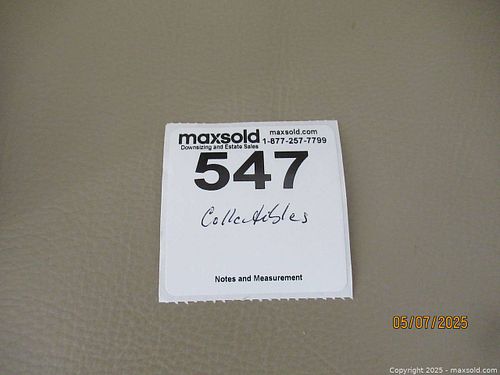 maxsold maxsold.com
Downsizing and Estate Sales 1-877-257-7799
547
Collectibles
Notes and Measurement
05/07/2025
Copyright 2025 - maxsold.com